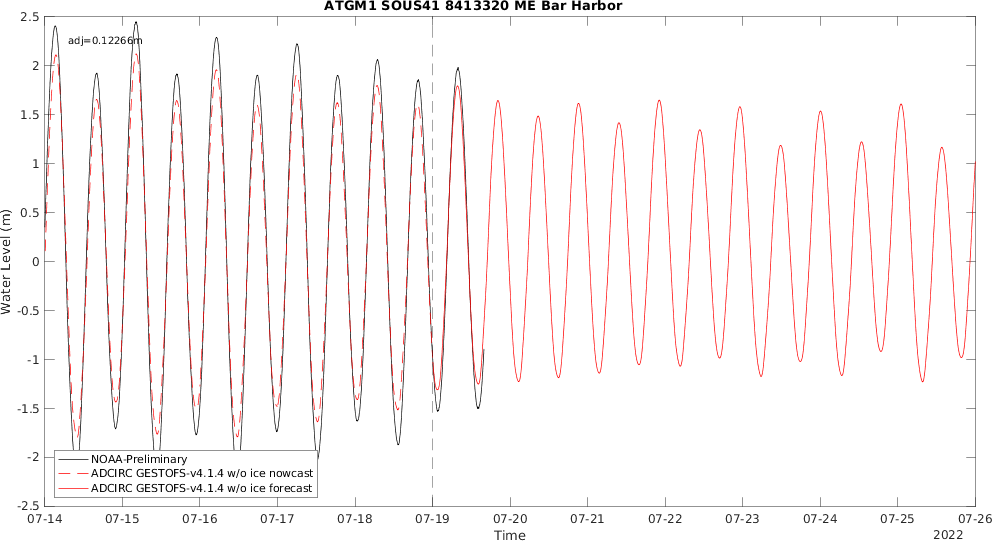 ATGM1 SOUS41 8413320 ME Bar Harbor
adj=0.12266m
2.5
2
1.5
1
0.5
0
-0.5
-1
-1.5
-2
-2.5
Water Level (m)
NOAA-Preliminary
ADCIRC GESTOFS-v4.1.4 w/o ice nowcast
ADCIRC GESTOFS-v4.1.4 w/o ice forecast
07-14 07-15 07-16 07-17 07-18 07-19 07-20 07-21 07-22 07-23 07-24 07-25 07-26
Time
2022